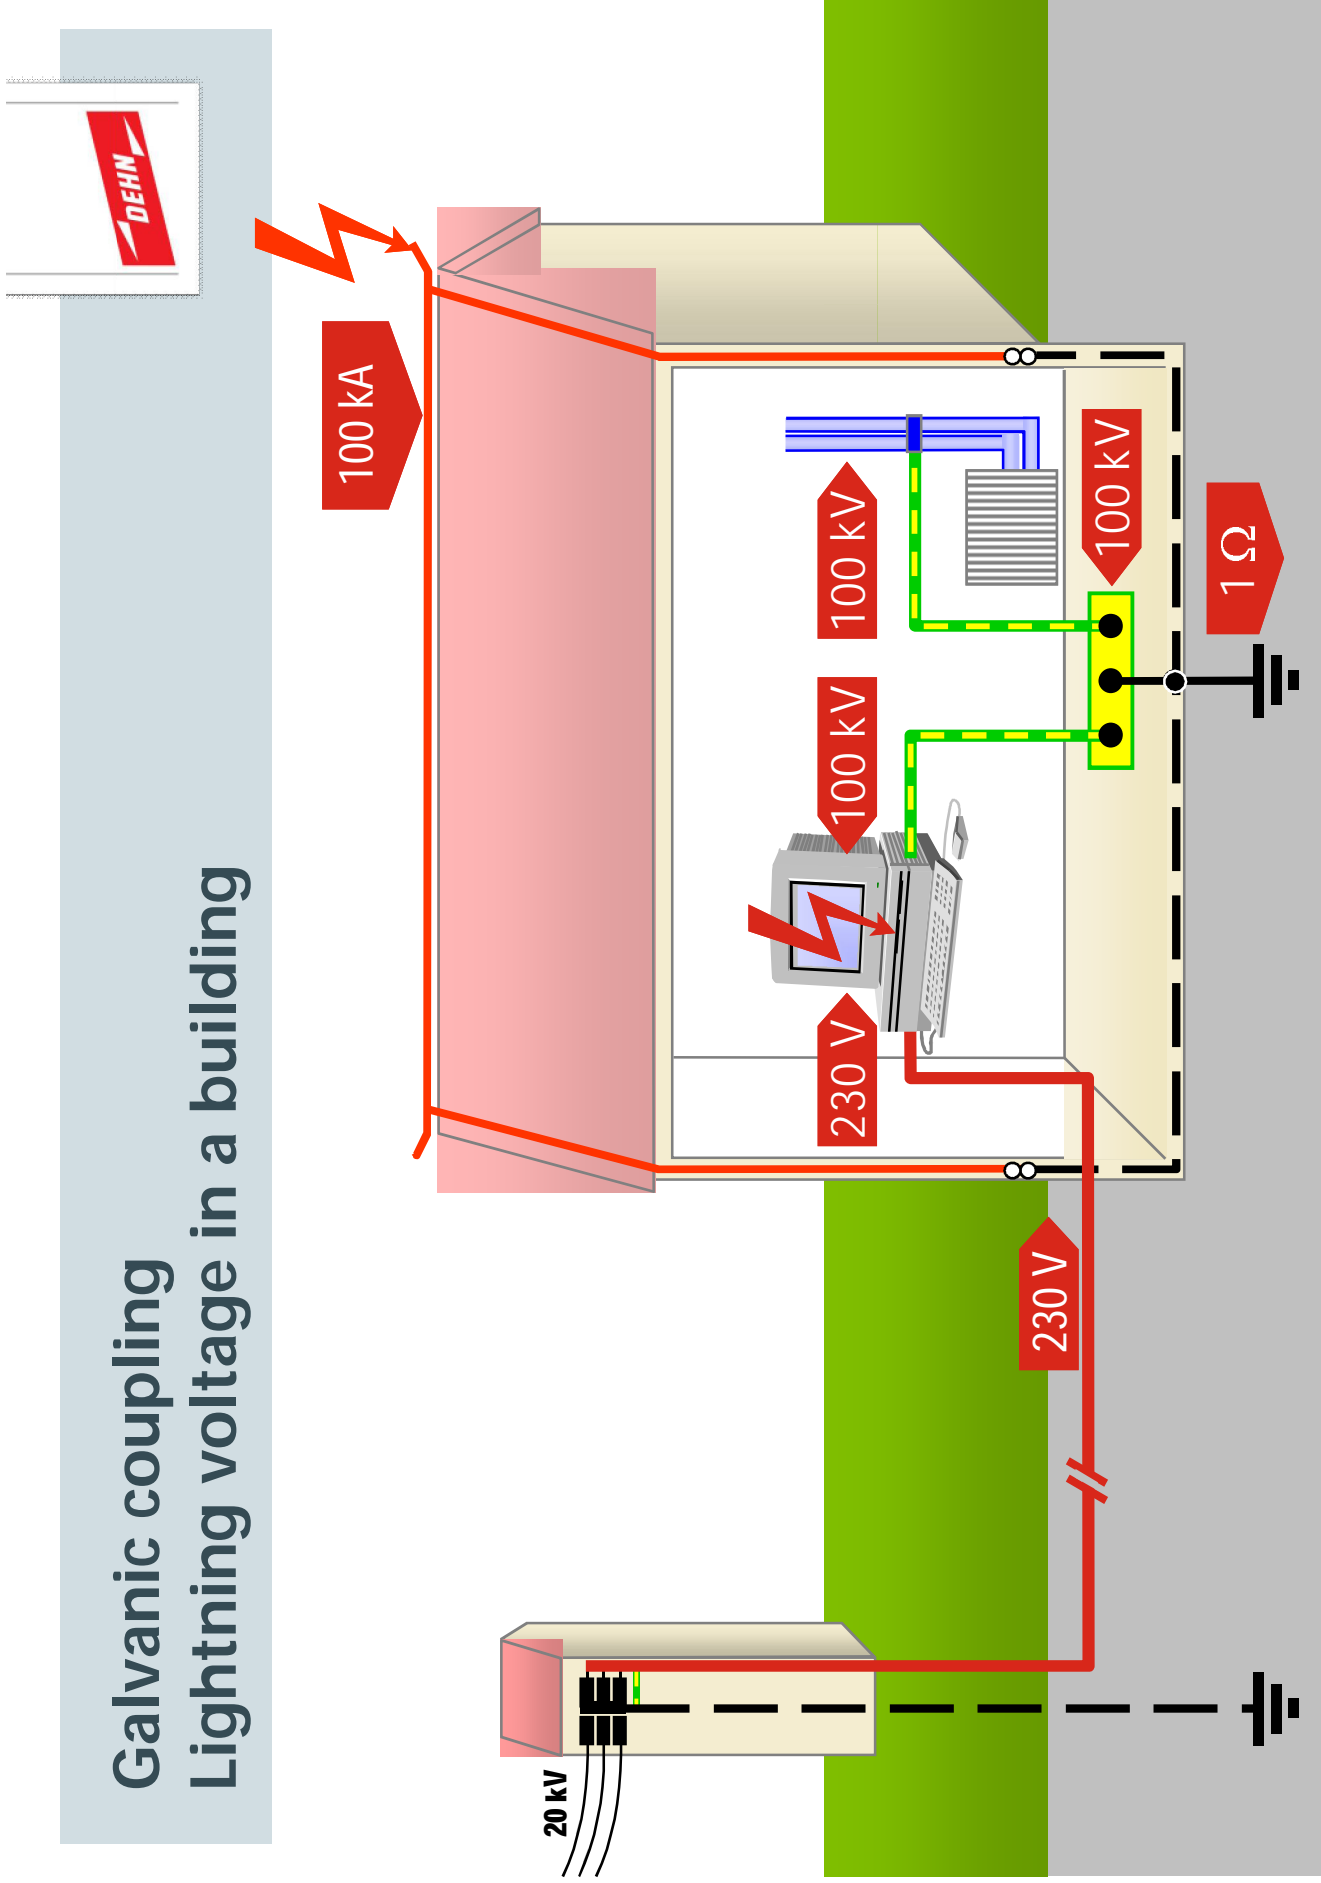 Galvanic coupling
Lightning voltage in a building
DEHN
100 kA
100 kV
100 kV
100 kV
230 V
230 V
1 Ω
20 kV